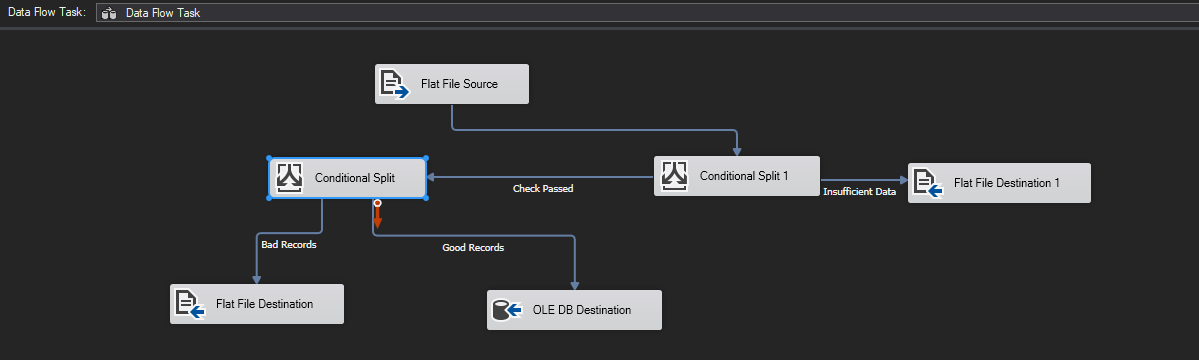 Data Flow Task: Data Flow Task
Flat File Source
Conditional Split
Check Passed
Conditional Split 1
Insufficient Data
Flat File Destination 1
Bad Records
Good Records
Flat File Destination
OLE DB Destination